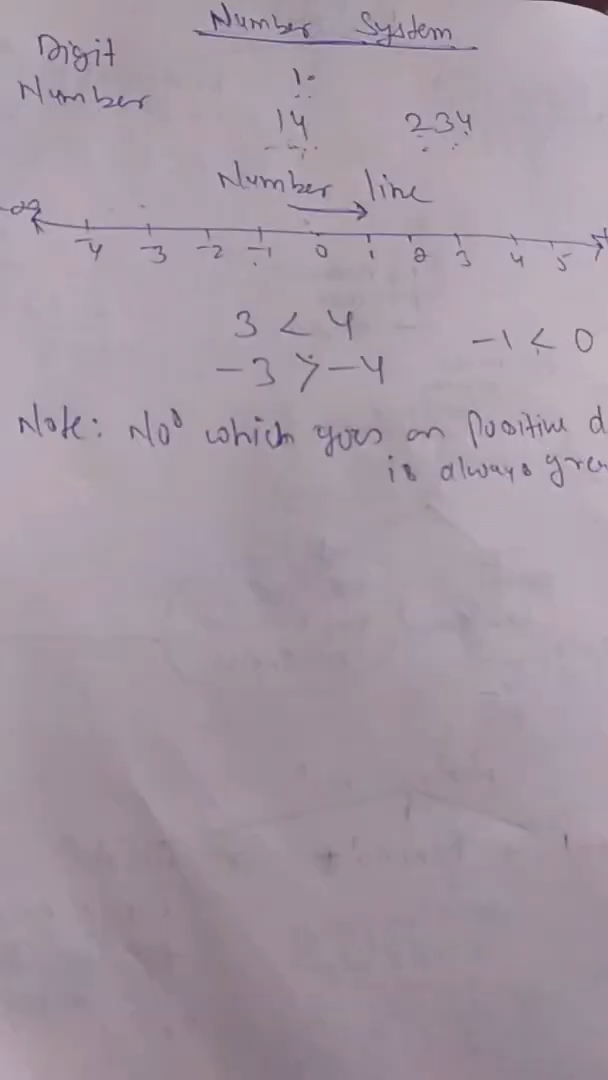 Number System
Digit
Number
1
14 234
Number line
-∞
-4 -3 -2 -1 0 1 2 3 4 5
3 < 4
-1 < 0
-3 > -4
Note: No which goes on Positive d
is always gre